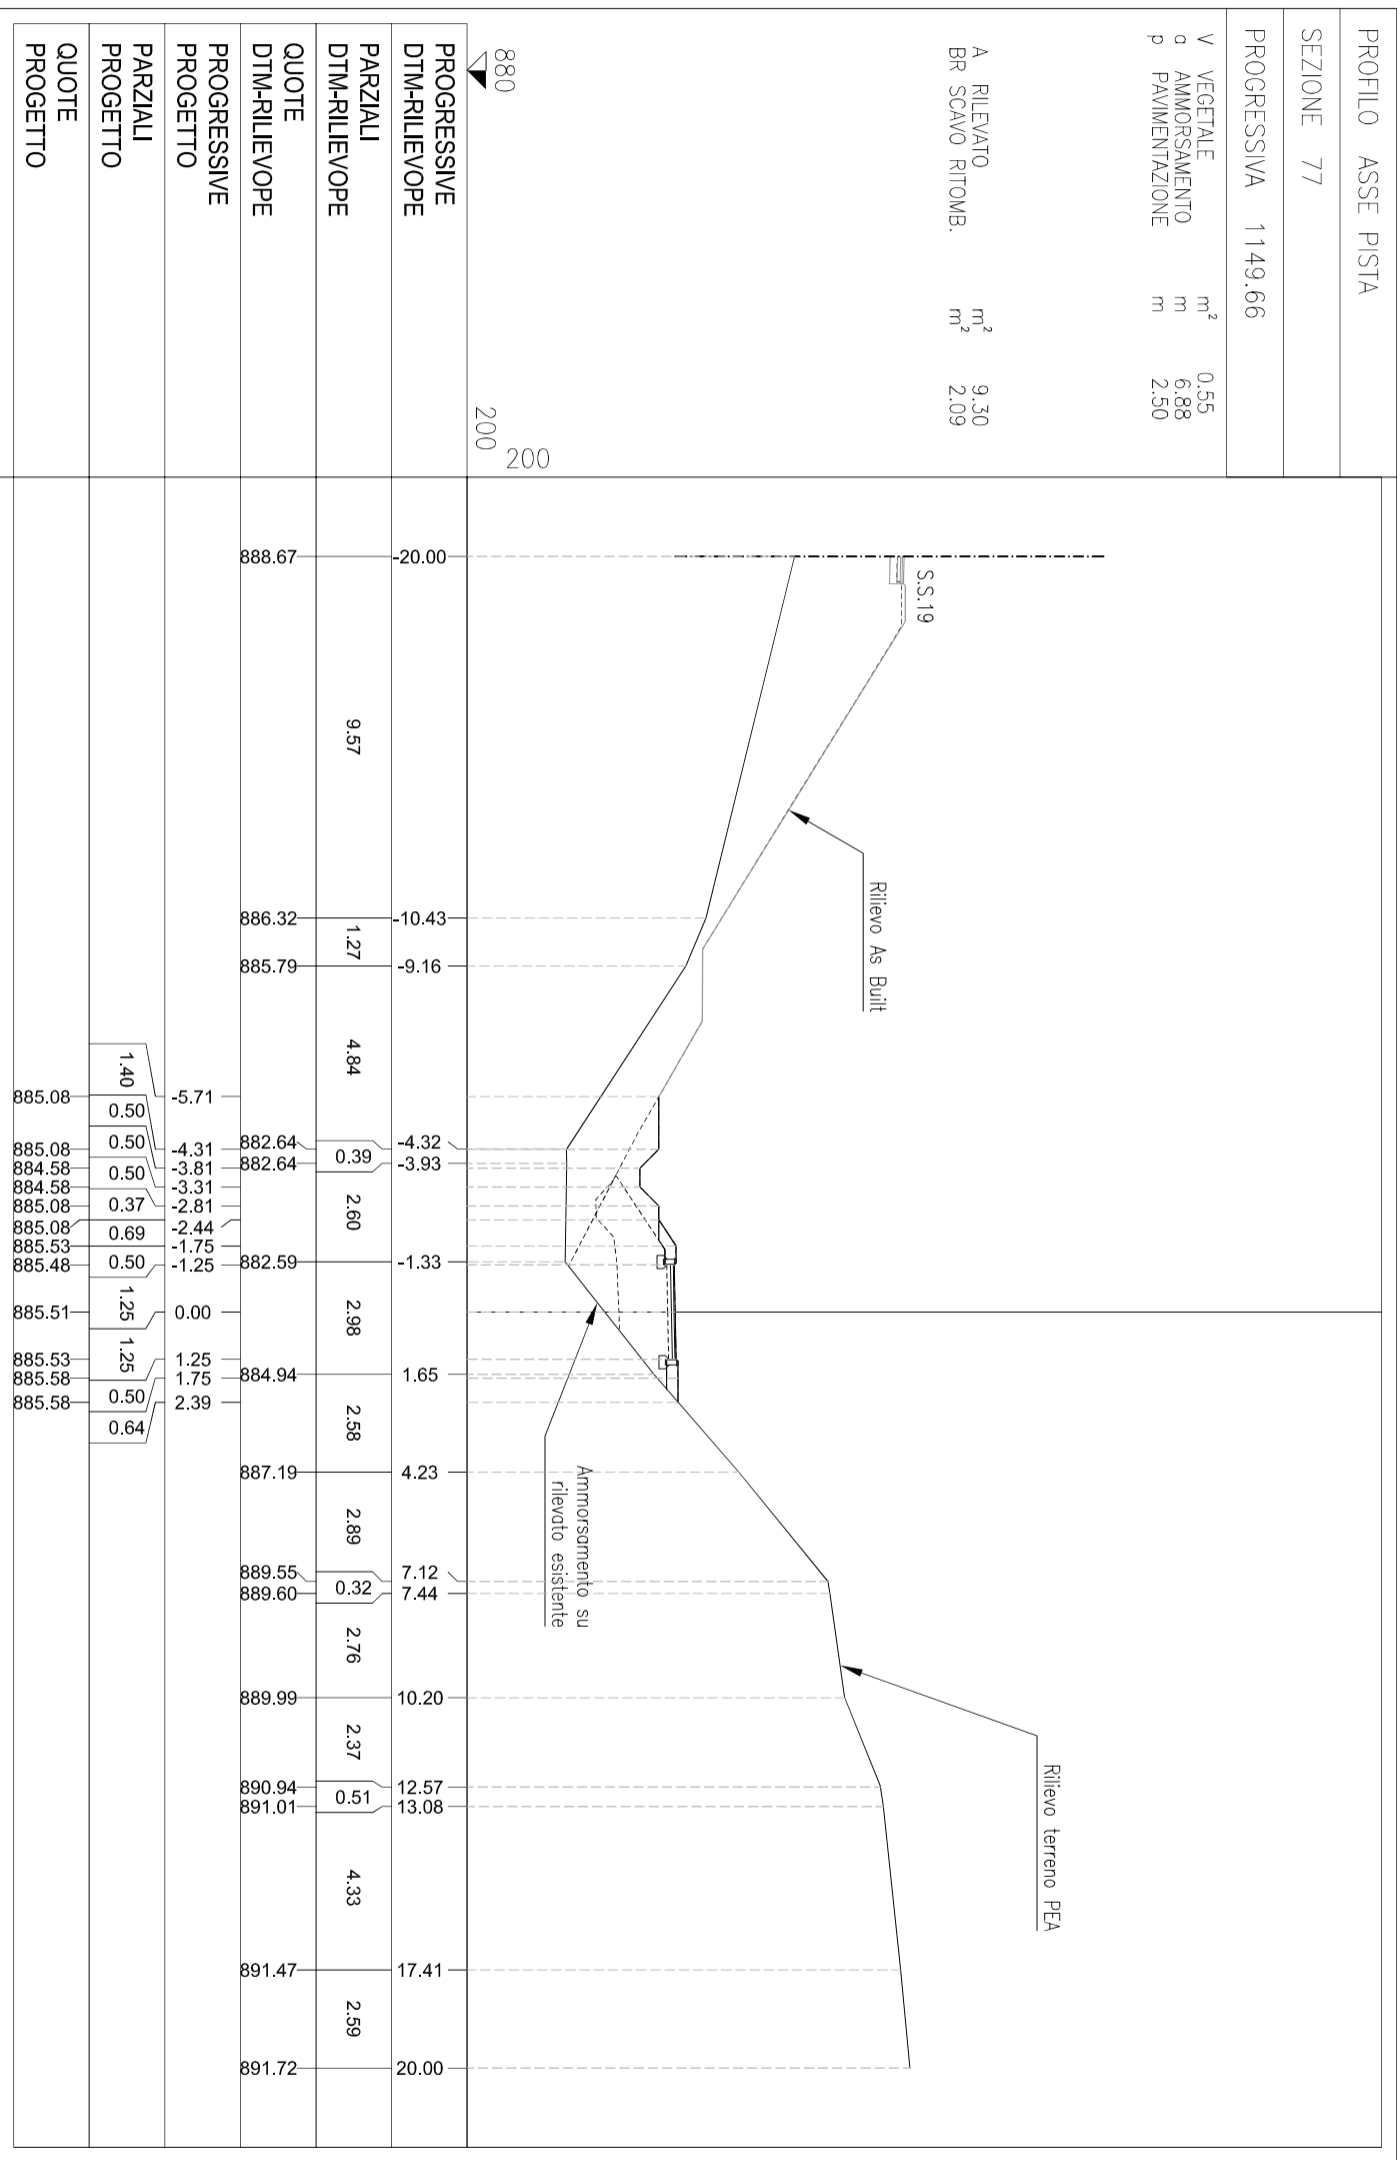 PROFILO ASSE PISTA
SEZIONE 77
PROGRESSIVA 1149.66
V VEGETALE m² 0.55
a AMMORSAMENTO m 6.88
p PAVIMENTAZIONE m 2.50
A RILEVATO m² 9.30
BR SCAVO RITOMB. m² 2.09
200
200
880
S.S.19
Rilievo As Built
Ammorsamento su
rilevato esistente
Rilievo terreno PEA
PROGRESSIVE
DTM-RILIEVOPE
-20.00 -10.43 -9.16 -4.32 -3.93 -1.33 1.65 4.23 7.12 7.44 10.20 12.57 13.08 17.41 20.00
PARZIALI
DTM-RILIEVOPE
9.57 1.27 4.84 0.39 2.60 2.98 2.58 2.89 0.32 2.76 2.37 0.51 4.33 2.59
QUOTE
DTM-RILIEVOPE
888.67 886.32 885.79 882.64 882.64 882.59 884.94 887.19 889.55 889.60 889.99 890.94 891.01 891.47 891.72
PROGRESSIVE
PROGETTO
-5.71 -4.31 -3.81 -3.31 -2.81 -2.44 -1.75 -1.25 0.00 1.25 1.75 2.39
PARZIALI
PROGETTO
1.40 0.50 0.50 0.50 0.37 0.69 0.50 1.25 1.25 0.50 0.64
QUOTE
PROGETTO
885.08 885.08 884.58 884.58 885.08 885.08 885.53 885.48 885.51 885.53 885.58 885.58